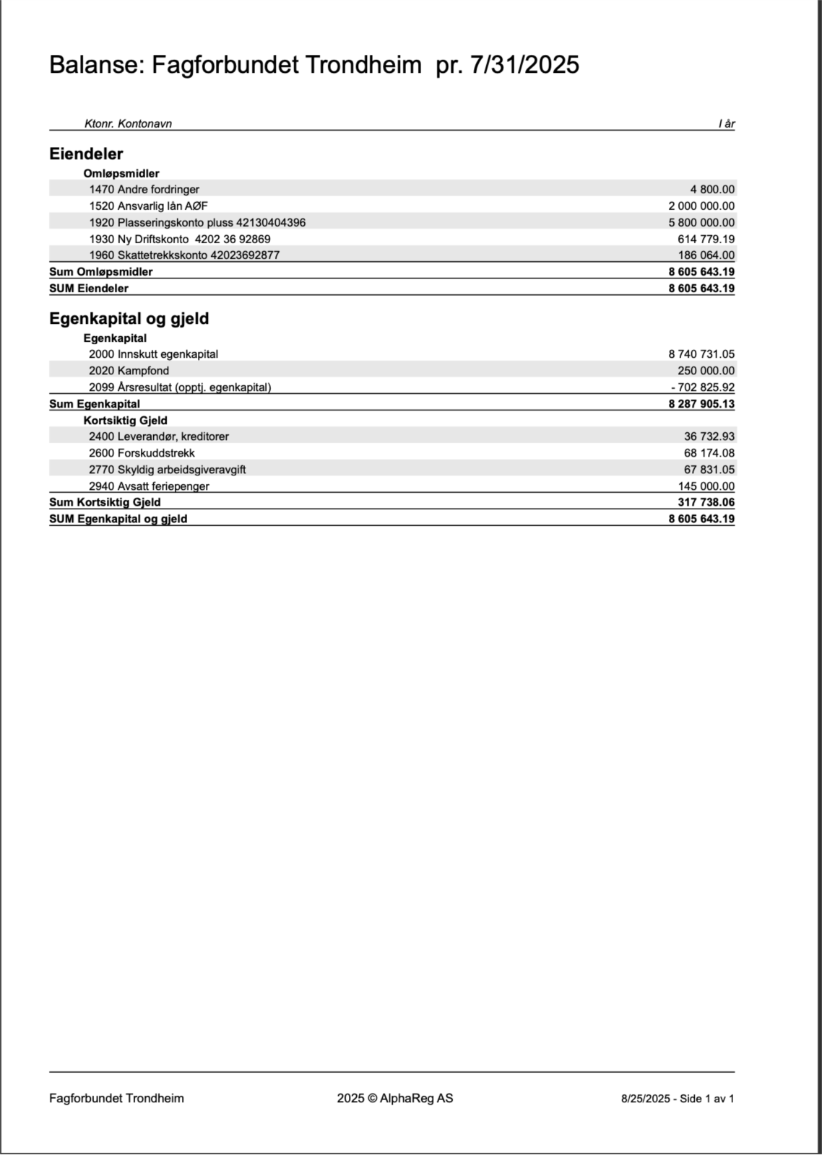 Balanse: Fagforbundet Trondheim  pr. 7/31/2025
Ktonr. Kontonavn I år
Eiendeler
Omløpsmidler
1470 Andre fordringer 4 800.00
1520 Ansvarlig lån AØF 2 000 000.00
1920 Plasseringskonto pluss 42130404396 5 800 000.00
1930 Ny Driftskonto  4202 36 92869 614 779.19
1960 Skattetrekkskonto 42023692877 186 064.00
Sum Omløpsmidler 8 605 643.19
SUM Eiendeler 8 605 643.19
Egenkapital og gjeld
Egenkapital
2000 Innskutt egenkapital 8 740 731.05
2020 Kampfond 250 000.00
2099 Årsresultat (opptj. egenkapital) - 702 825.92
Sum Egenkapital 8 287 905.13
Kortsiktig Gjeld
2400 Leverandør, kreditorer 36 732.93
2600 Forskuddstrekk 68 174.08
2770 Skyldig arbeidsgiveravgift 67 831.05
2940 Avsatt feriepenger 145 000.00
Sum Kortsiktig Gjeld 317 738.06
SUM Egenkapital og gjeld 8 605 643.19
Fagforbundet Trondheim 2025 © AlphaReg AS 8/25/2025 - Side 1 av 1